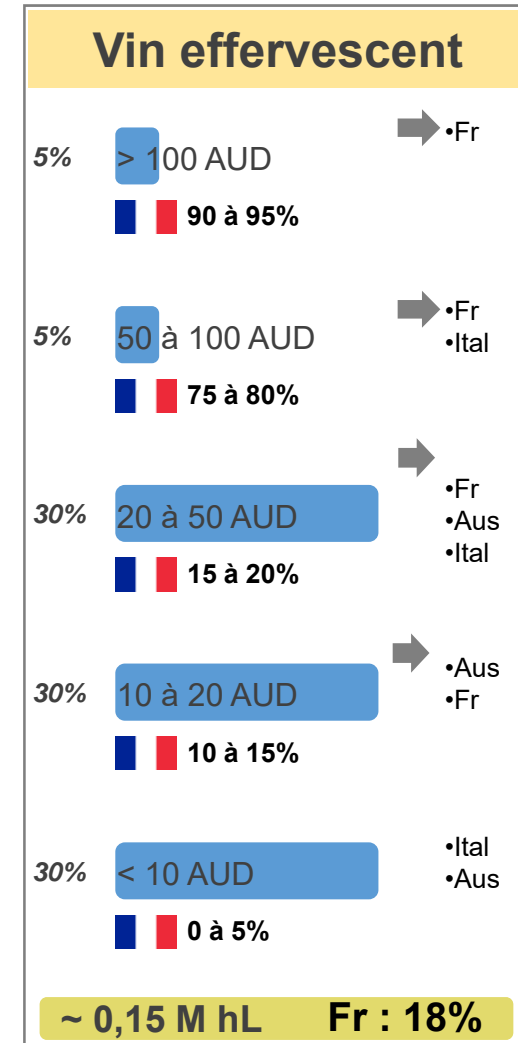 Vin effervescent
•Fr
5% > 100 AUD
90 à 95%
•Fr
5% 50 à 100 AUD
•Ital
75 à 80%
•Fr
30% 20 à 50 AUD
•Aus
•Ital
15 à 20%
•Aus
30% 10 à 20 AUD
•Fr
10 à 15%
•Ital
30% < 10 AUD
•Aus
0 à 5%
~ 0,15 M hL Fr : 18%